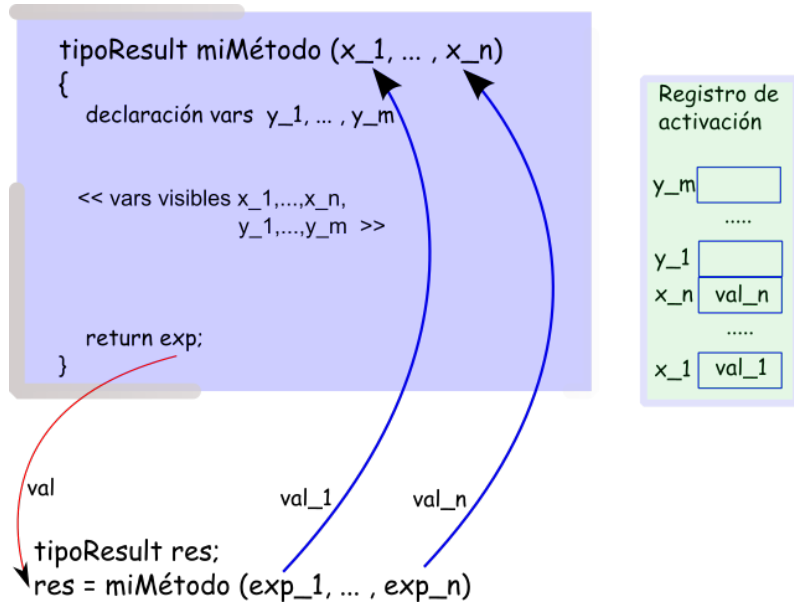 tipoResult miMétodo (x_1, ... , x_n)
{
declaración vars y_1, ... , y_m
<< vars visibles x_1,...,x_n,
y_1,...,y_m >>
return exp;
}
val
val_1
val_n
tipoResult res;
res = miMétodo (exp_1, ... , exp_n)
Registro de
activación
y_m
.....
y_1
x_n val_n
.....
x_1 val_1